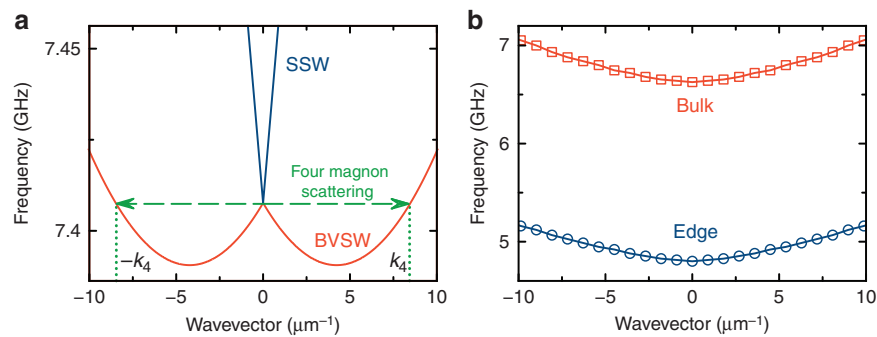 a
SSW
Four magnon
scattering
BVSW
−k4
k4
7.45
7.4
Frequency (GHz)
−10 −5 0 5 10
Wavevector (μm−1)
b
Bulk
Edge
7
6
5
Frequency (GHz)
−10 −5 0 5 10
Wavevector (μm−1)